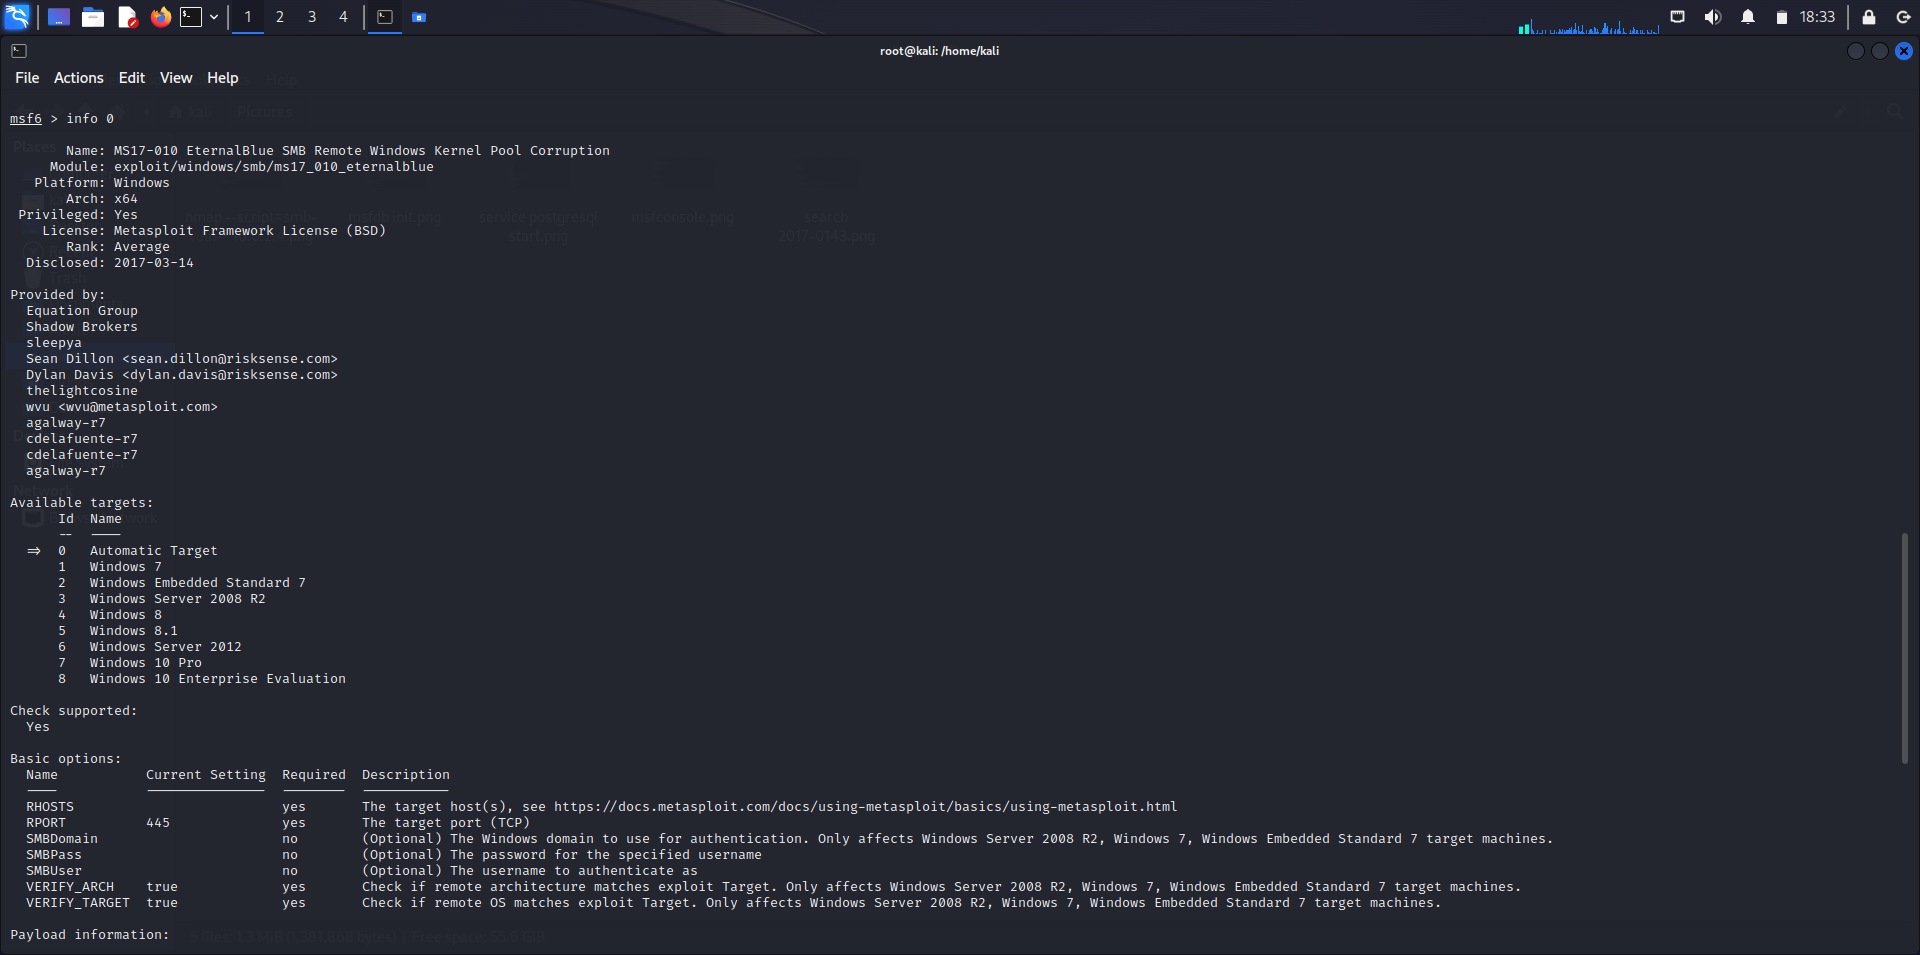 1 2 3 4 18:33
root@kali: /home/kali
File Actions Edit View Help
msf6 > info 0
Name: MS17-010 EternalBlue SMB Remote Windows Kernel Pool Corruption
Module: exploit/windows/smb/ms17_010_eternalblue
Platform: Windows
Arch: x64
Privileged: Yes
License: Metasploit Framework License (BSD)
Rank: Average
Disclosed: 2017-03-14
Provided by:
Equation Group
Shadow Brokers
sleepya
Sean Dillon <sean.dillon@risksense.com>
Dylan Davis <dylan.davis@risksense.com>
thelightcosine
wvu <wvu@metasploit.com>
agalway-r7
cdelafuente-r7
cdelafuente-r7
agalway-r7
Available targets:
Id Name
-- ----
=> 0 Automatic Target
1 Windows 7
2 Windows Embedded Standard 7
3 Windows Server 2008 R2
4 Windows 8
5 Windows 8.1
6 Windows Server 2012
7 Windows 10 Pro
8 Windows 10 Enterprise Evaluation
Check supported:
Yes
Basic options:
Name Current Setting Required Description
---- --------------- -------- -----------
RHOSTS yes The target host(s), see https://docs.metasploit.com/docs/using-metasploit/basics/using-metasploit.html
RPORT 445 yes The target port (TCP)
SMBDomain no (Optional) The Windows domain to use for authentication. Only affects Windows Server 2008 R2, Windows 7, Windows Embedded Standard 7 target machines.
SMBPass no (Optional) The password for the specified username
SMBUser no (Optional) The username to authenticate as
VERIFY_ARCH true yes Check if remote architecture matches exploit Target. Only affects Windows Server 2008 R2, Windows 7, Windows Embedded Standard 7 target machines.
VERIFY_TARGET true yes Check if remote OS matches exploit Target. Only affects Windows Server 2008 R2, Windows 7, Windows Embedded Standard 7 target machines.
Payload information: